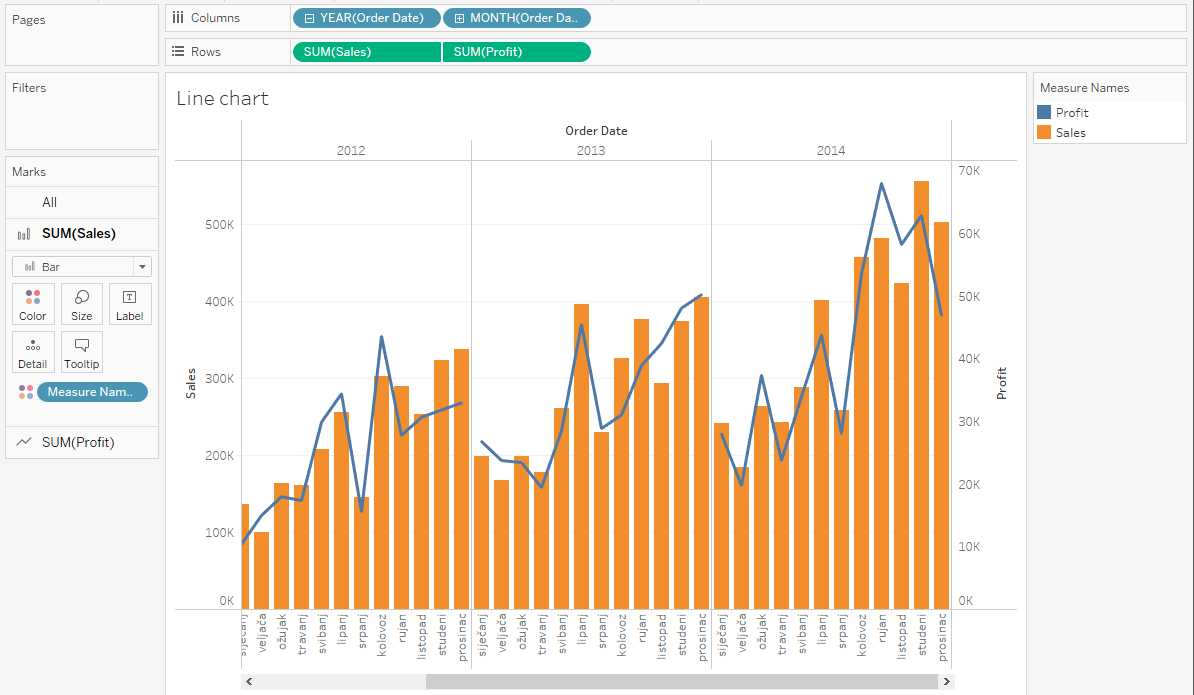 Pages
Columns
YEAR(Order Date)
MONTH(Order Da..
Rows
SUM(Sales)
SUM(Profit)
Filters
Marks
All
SUM(Sales)
Bar
Color
Size
Label
Detail
Tooltip
Measure Nam..
SUM(Profit)
Line chart
Order Date
2012
2013
2014
Sales
500K
400K
300K
200K
100K
0K
Profit
70K
60K
50K
40K
30K
20K
10K
0K
siječanj
veljača
ožujak
travanj
svibanj
lipanj
srpanj
kolovoz
rujan
listopad
studeni
prosinac
siječanj
veljača
ožujak
travanj
svibanj
lipanj
srpanj
kolovoz
rujan
listopad
studeni
prosinac
siječanj
veljača
ožujak
travanj
svibanj
lipanj
srpanj
kolovoz
rujan
listopad
studeni
prosinac
Measure Names
Profit
Sales